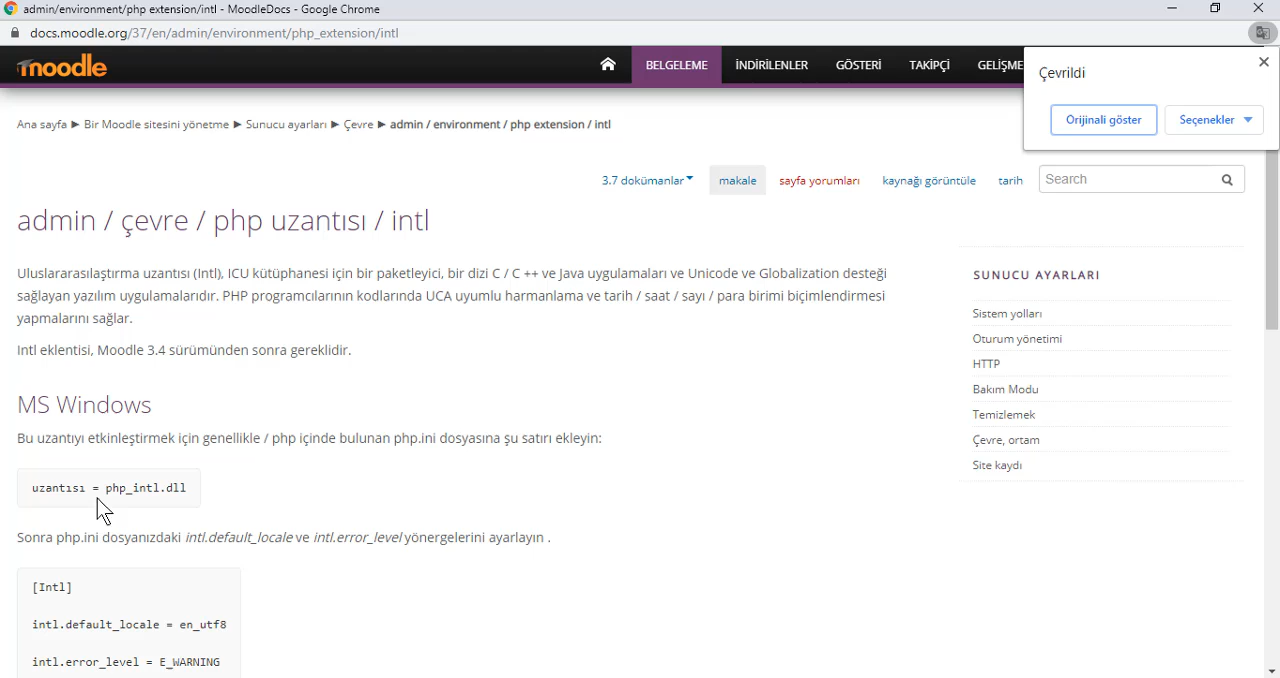 admin/environment/php extension/intl - MoodleDocs - Google Chrome
docs.moodle.org/37/en/admin/environment/php_extension/intl
moodle
BELGELEME İNDİRİLENLER GÖSTERİ TAKİPÇİ GELİŞME
Çevrildi
Orijinali göster Seçenekler
Ana sayfa ► Bir Moodle sitesini yönetme ► Sunucu ayarları ► Çevre ► admin / environment / php extension / intl
3.7 dokümanlar makale sayfa yorumları kaynağı görüntüle tarih Search
admin / çevre / php uzantısı / intl
Uluslararasılaştırma uzantısı (Intl), ICU kütüphanesi için bir paketleyici, bir dizi C / C ++ ve Java uygulamaları ve Unicode ve Globalization desteği
sağlayan yazılım uygulamalarıdır. PHP programcılarının kodlarında UCA uyumlu harmanlama ve tarih / saat / sayı / para birimi biçimlendirmesi
yapmalarını sağlar.
Intl eklentisi, Moodle 3.4 sürümünden sonra gereklidir.
MS Windows
Bu uzantıyı etkinleştirmek için genellikle / php içinde bulunan php.ini dosyasına şu satırı ekleyin:
uzantısı = php_intl.dll
Sonra php.ini dosyanızdaki intl.default_locale ve intl.error_level yönergelerini ayarlayın .
[Intl]
intl.default_locale = en_utf8
intl.error_level = E_WARNING
SUNUCU AYARLARI
Sistem yolları
Oturum yönetimi
HTTP
Bakım Modu
Temizlemek
Çevre, ortam
Site kaydı